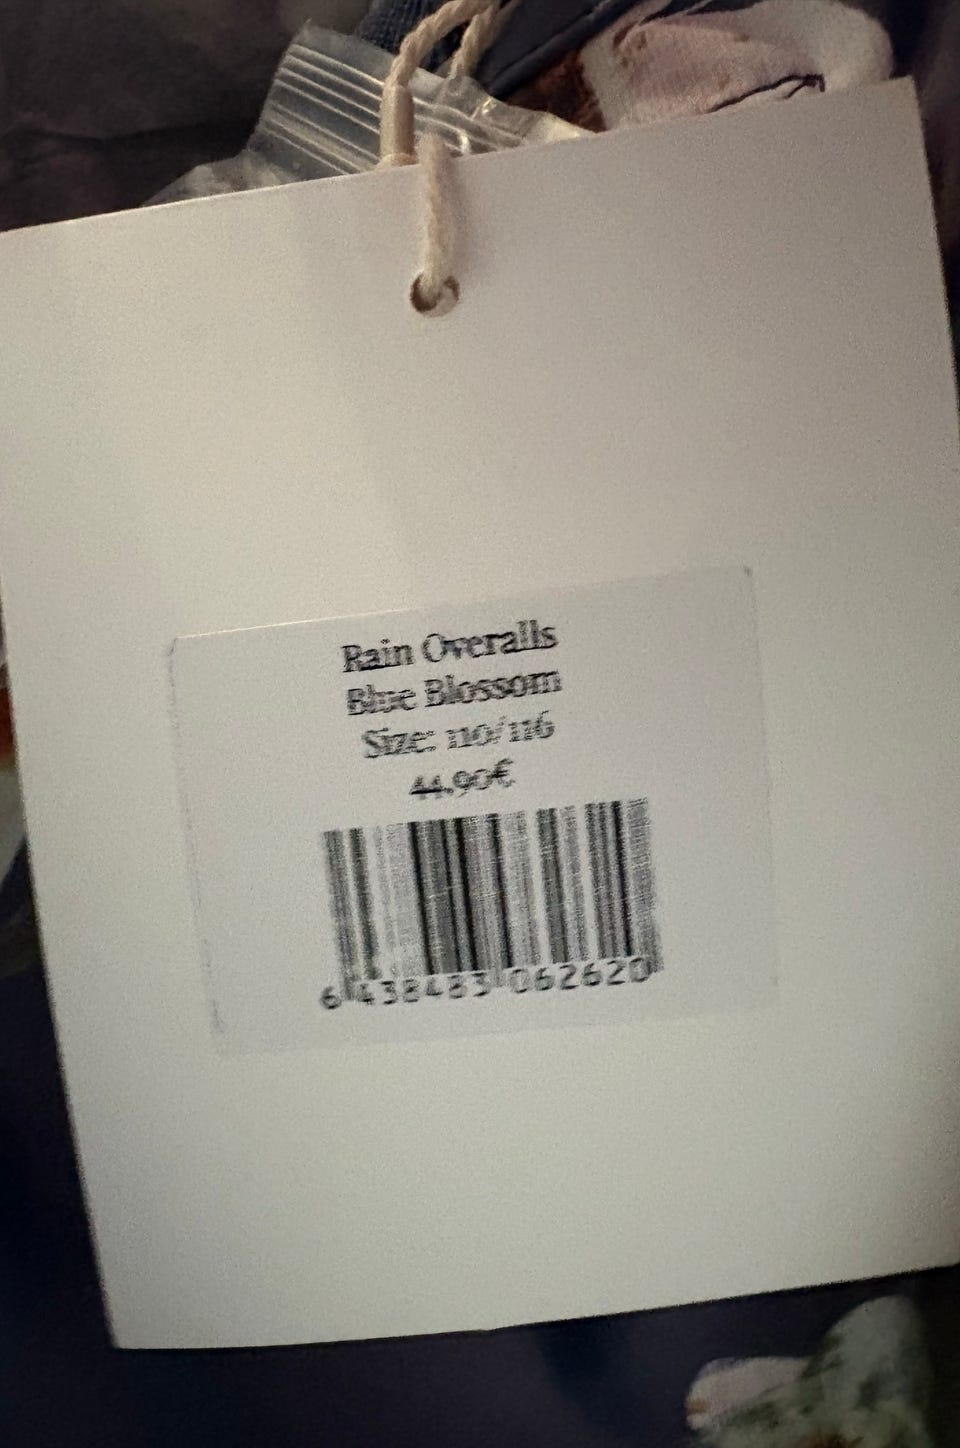 Rain Overalls
Blue Blossom
Size: 110/116
44.90€
6 438483 062620